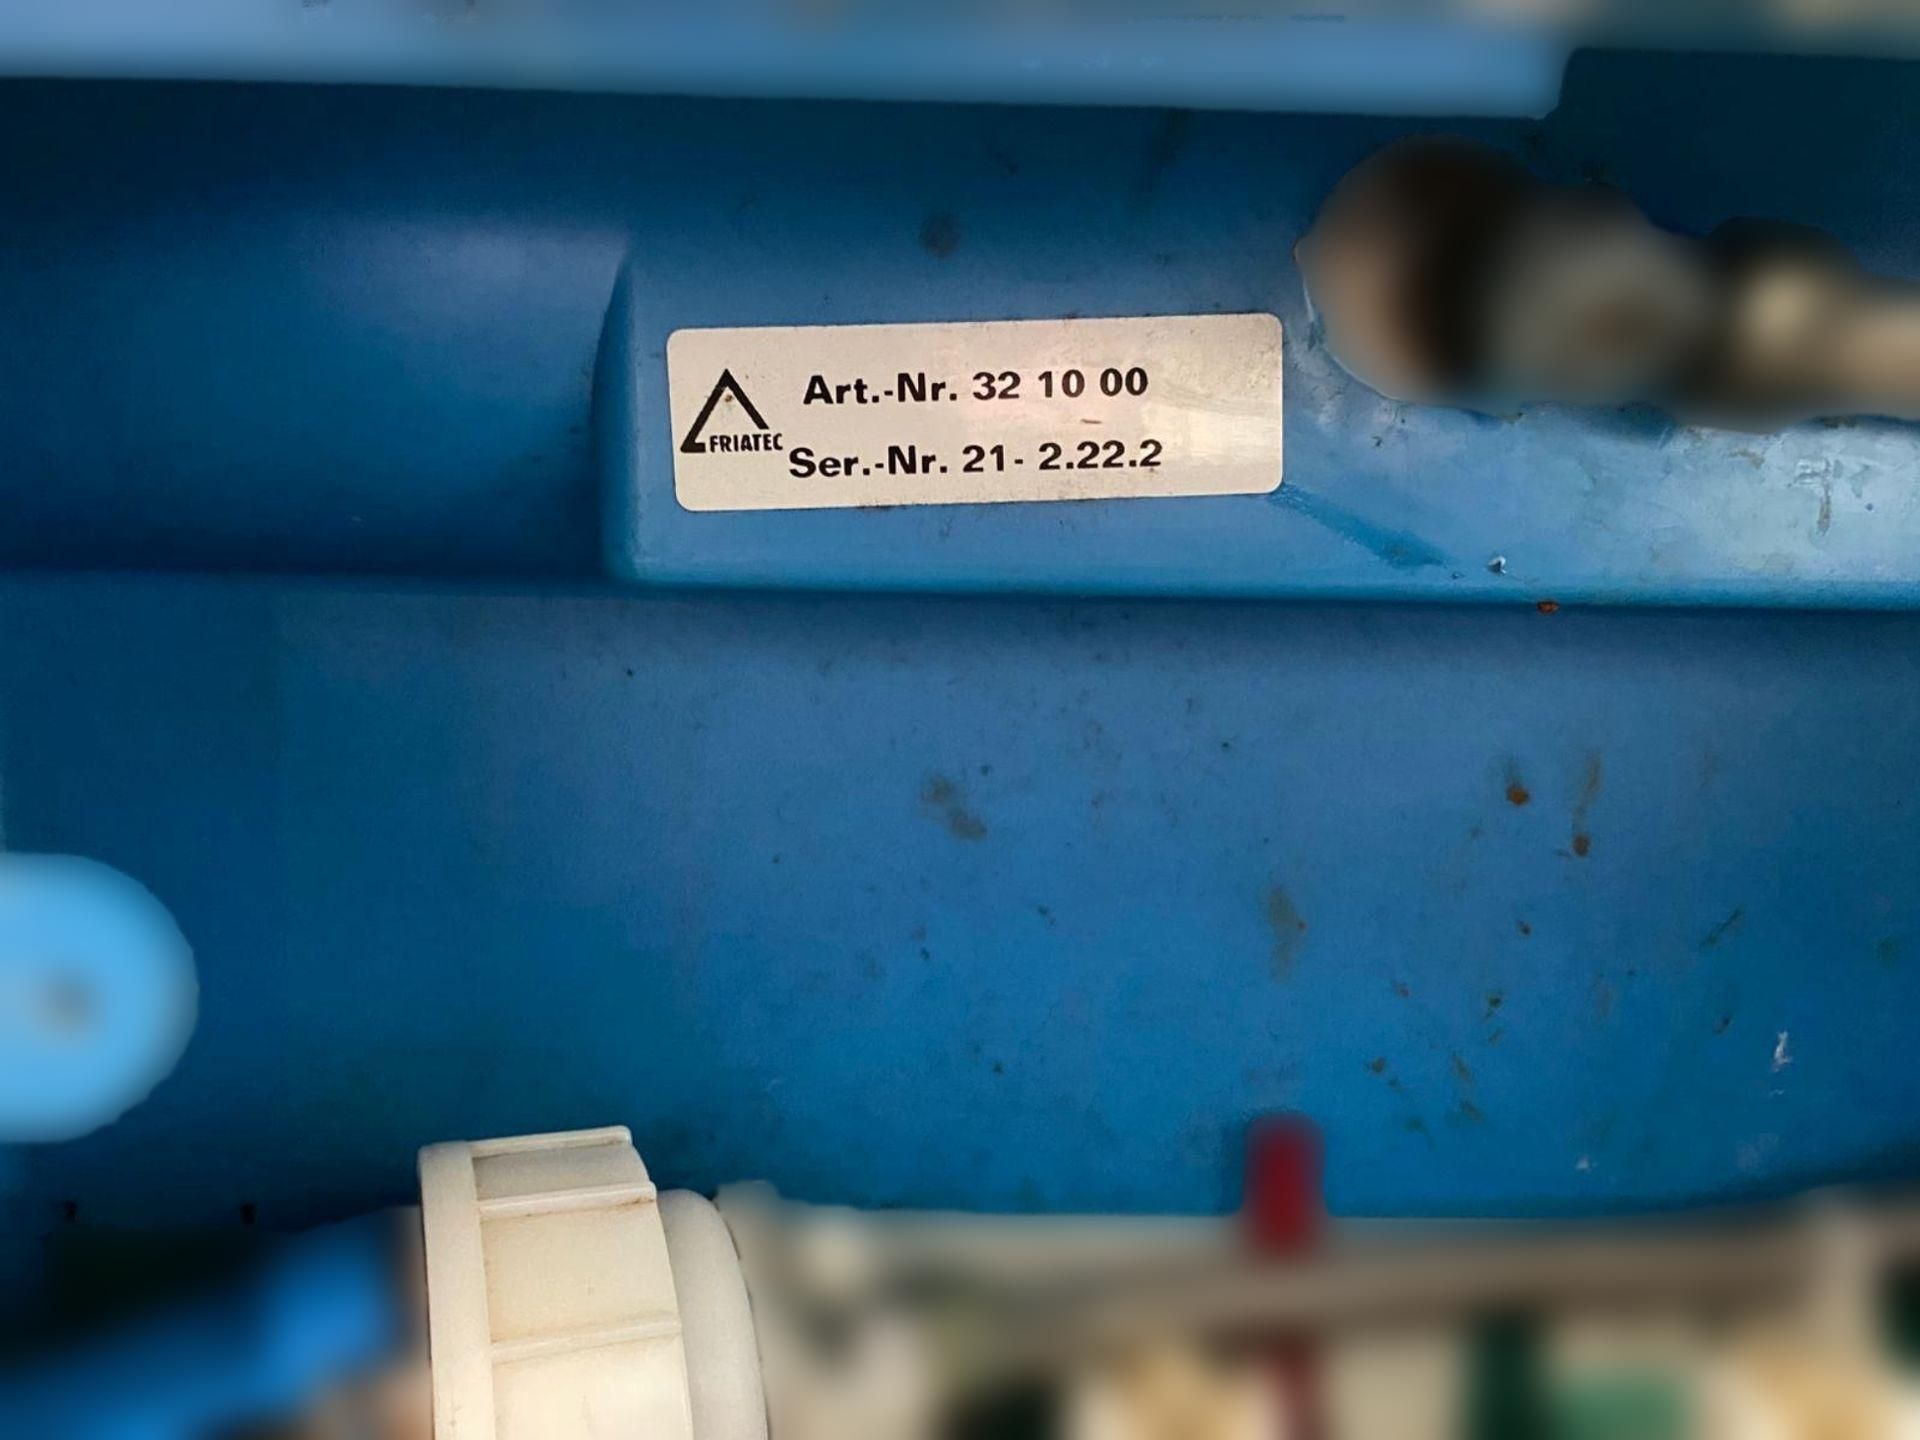 Art.-Nr. 32 10 00
FRIATEC
Ser.-Nr. 21- 2.22.2